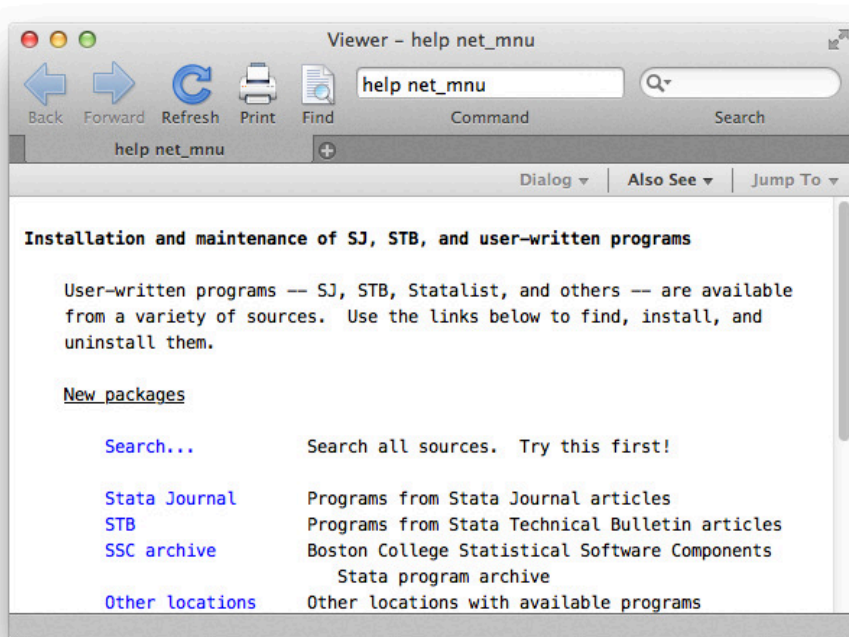 Viewer – help net_mnu
help net_mnu
Back Forward Refresh Print Find Command Search
help net_mnu
Dialog Also See Jump To
Installation and maintenance of SJ, STB, and user–written programs
User–written programs –– SJ, STB, Statalist, and others –– are available
from a variety of sources.  Use the links below to find, install, and
uninstall them.
New packages
Search... Search all sources.  Try this first!
Stata Journal Programs from Stata Journal articles
STB Programs from Stata Technical Bulletin articles
SSC archive Boston College Statistical Software Components
Stata program archive
Other locations Other locations with available programs